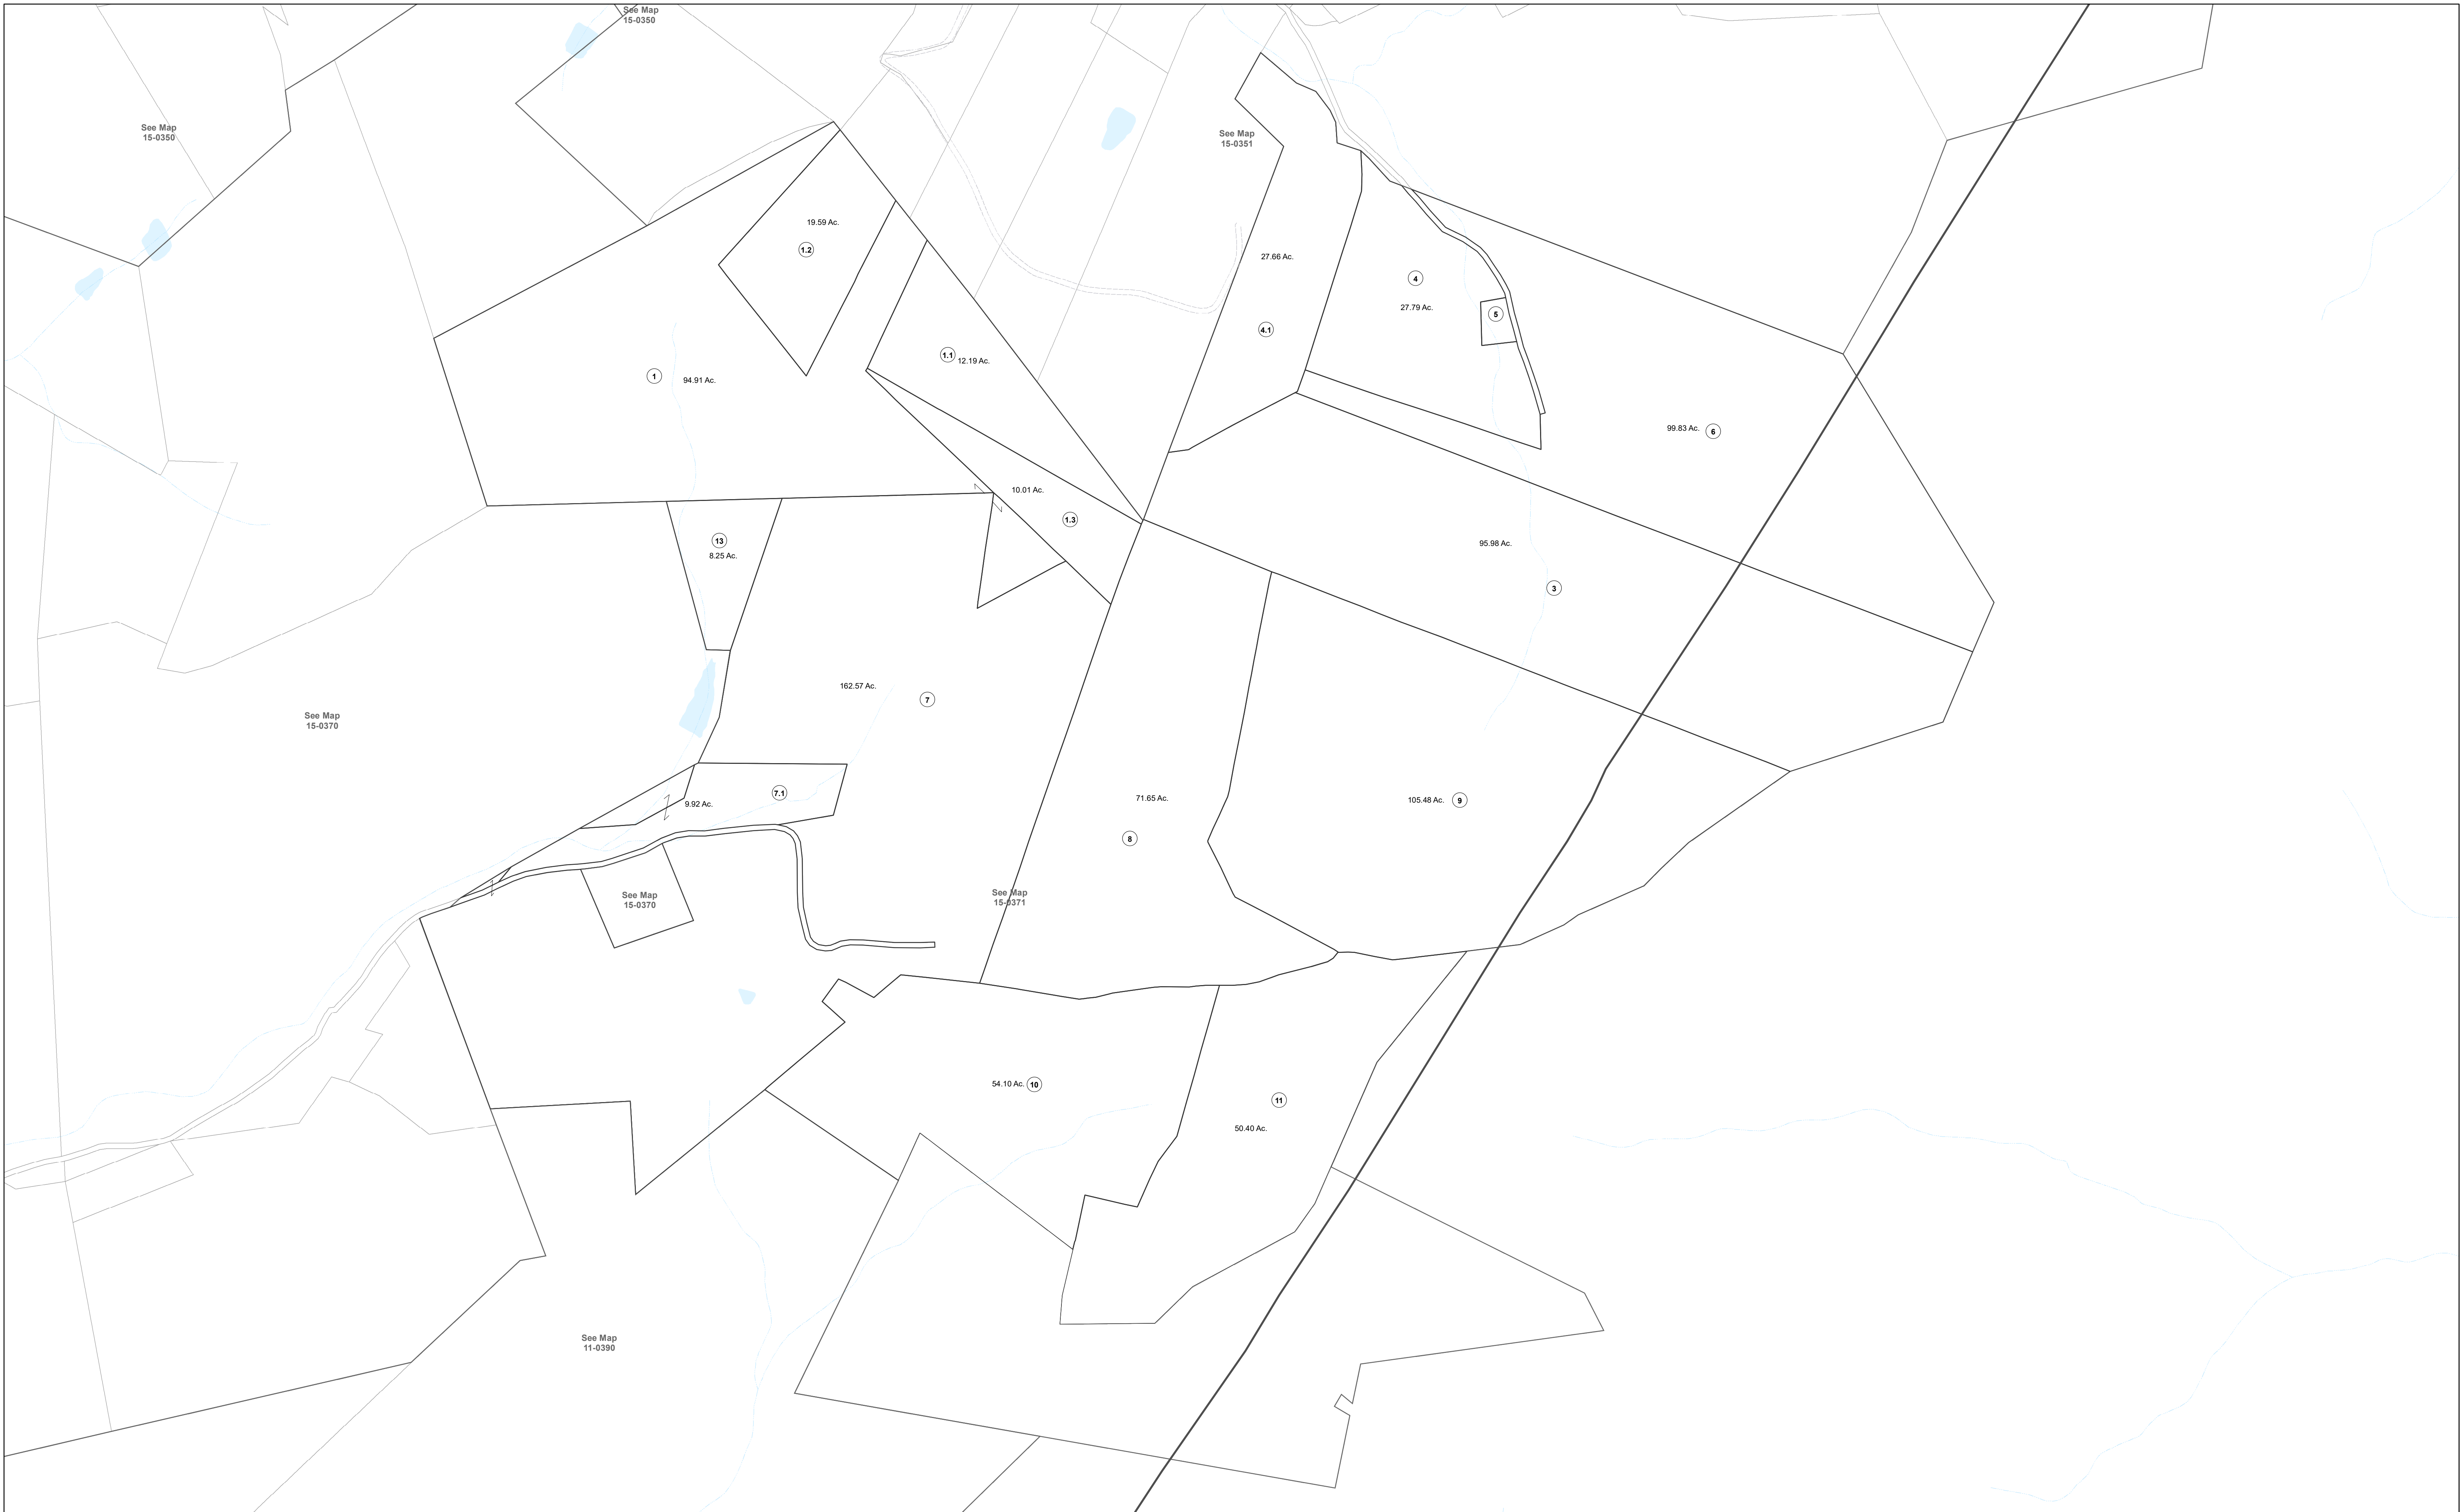 See Map
15-0350
See Map
15-0350
See Map
15-0351
19.59 Ac.
1.2
27.66 Ac.
4
27.79 Ac.
5
4.1
1.1
12.19 Ac.
1
94.91 Ac.
99.83 Ac.
6
10.01 Ac.
1.3
13
8.25 Ac.
95.98 Ac.
3
162.57 Ac.
7
See Map
15-0370
7.1
9.92 Ac.
71.65 Ac.
105.48 Ac.
9
8
See Map
15-0370
See Map
15-0371
54.10 Ac.
10
11
50.40 Ac.
See Map
11-0390